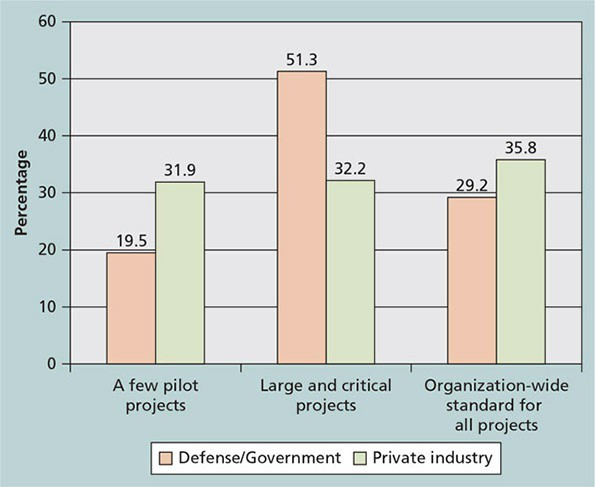 60
50
40
30
20
10
0
Percentage
19.5
31.9
51.3
32.2
29.2
35.8
A few pilot
projects
Large and critical
projects
Organization-wide
standard for
all projects
Defense/Government
Private industry